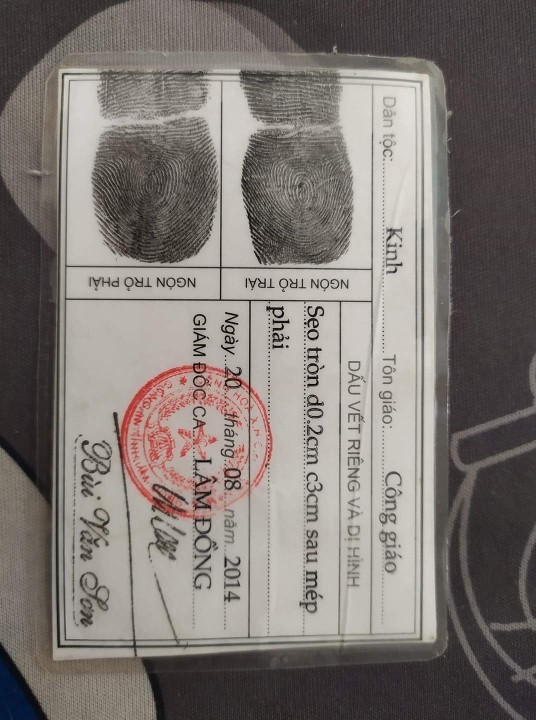 Dân tộc: Kinh Tôn giáo: Công giáo
DẤU VẾT RIÊNG VÀ DỊ HÌNH
NGÓN TRỎ TRÁI
Sẹo tròn d0.2cm c3cm sau mép
phải
NGÓN TRỎ PHẢI
Ngày 20 tháng 08 năm 2014
GIÁM ĐỐC CA. LÂM ĐỒNG
Bùi Văn Sơn